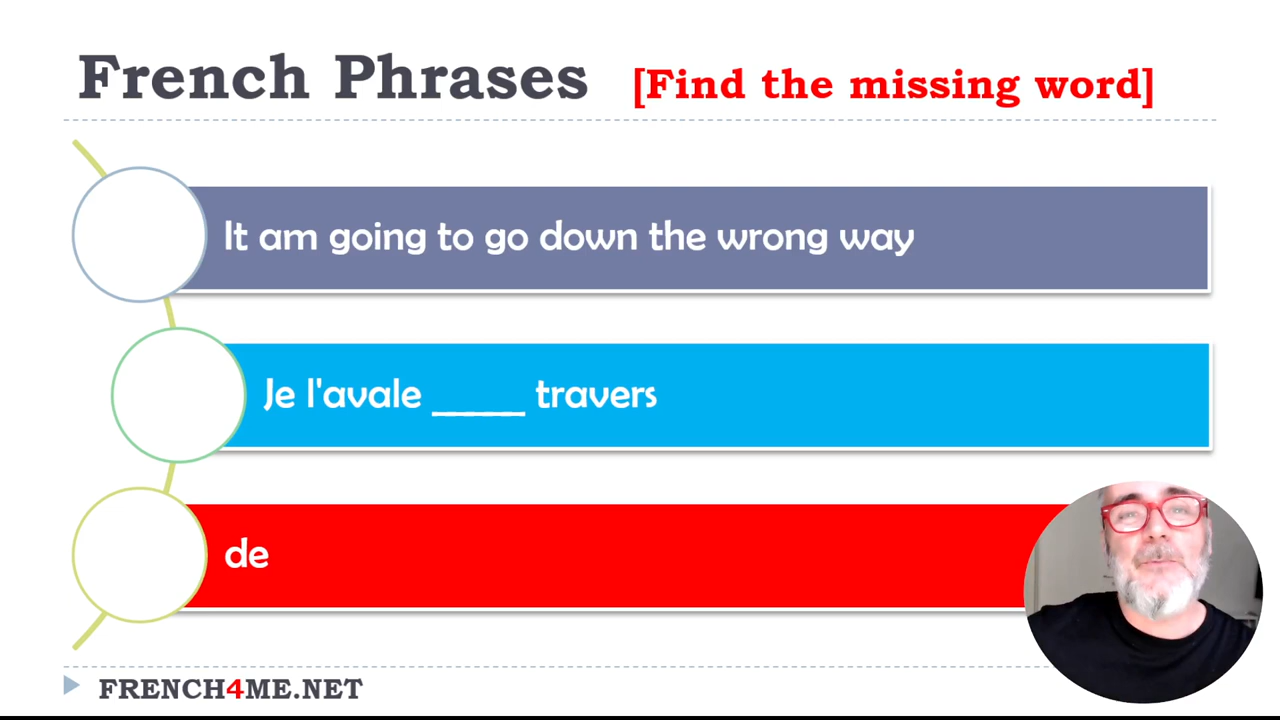 French Phrases [Find the missing word]
It am going to go down the wrong way
Je l'avale _____ travers
de
FRENCH4ME.NET